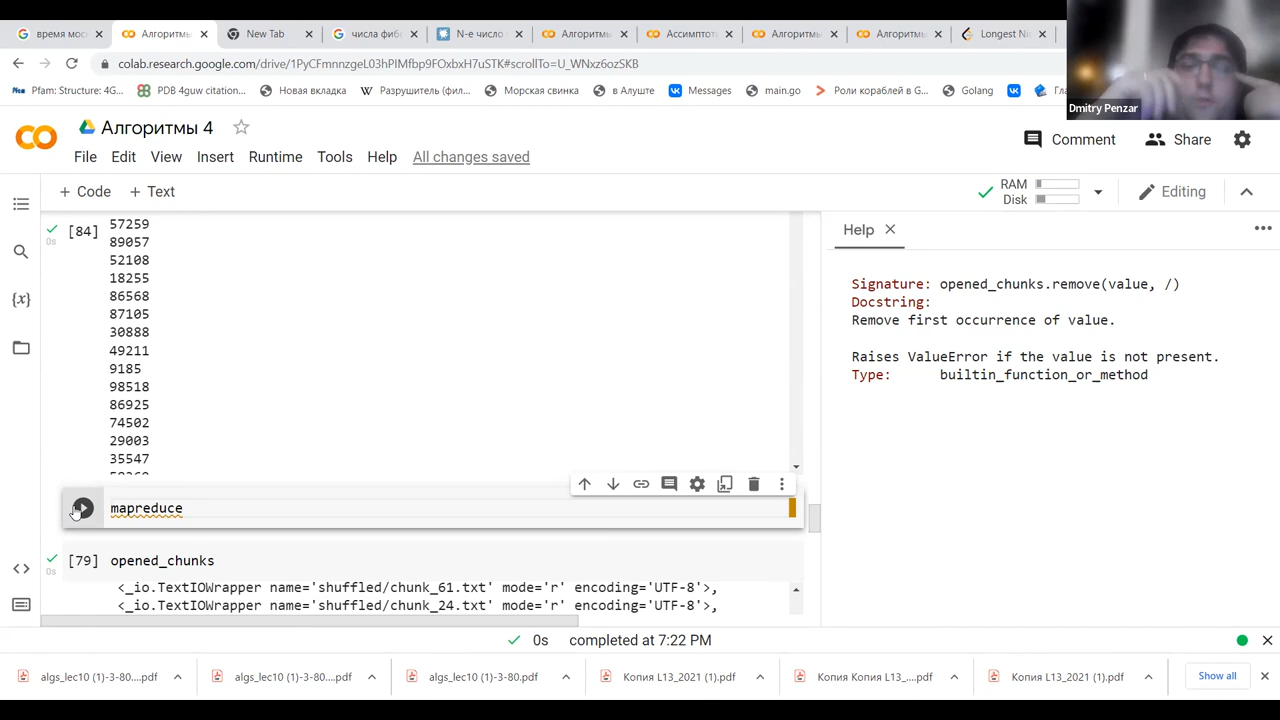 время мос
Алгоритмы
New Tab
числа фибо
N-е число
Алгоритмы
Ассимптот
Алгоритмы
Алгоритмы
Longest Ni
colab.research.google.com/drive/1PyCFmnnzgeL03hPIMfbp9FOxbxH7uSTK#scrollTo=U_WNxz6ozSKB
Pfam: Structure: 4G...
PDB 4guw citation...
Новая вкладка
Разрушитель (фил...
Морская свинка
в Алуште
Messages
main.go
Роли кораблей в G...
Golang
Dmitry Penzar
CO
Алгоритмы 4
Comment
Share
File Edit View Insert Runtime Tools Help All changes saved
+ Code + Text
RAM
Disk
Editing
[84]
57259
89057
52108
18255
86568
87105
30888
49211
9185
98518
86925
74502
29003
35547
0s
mapreduce
[79] opened_chunks
0s
<_io.TextIOWrapper name='shuffled/chunk_61.txt' mode='r' encoding='UTF-8'>,
<_io.TextIOWrapper name='shuffled/chunk_24.txt' mode='r' encoding='UTF-8'>,
Help
Signature: opened_chunks.remove(value, /)
Docstring:
Remove first occurrence of value.
Raises ValueError if the value is not present.
Type: builtin_function_or_method
0s completed at 7:22 PM
algs_lec10 (1)-3-80....pdf
algs_lec10 (1)-3-80....pdf
algs_lec10 (1)-3-80.pdf
Копия L13_2021 (1).pdf
Копия Копия L13_....pdf
Копия L13_2021 (1).pdf
Show all